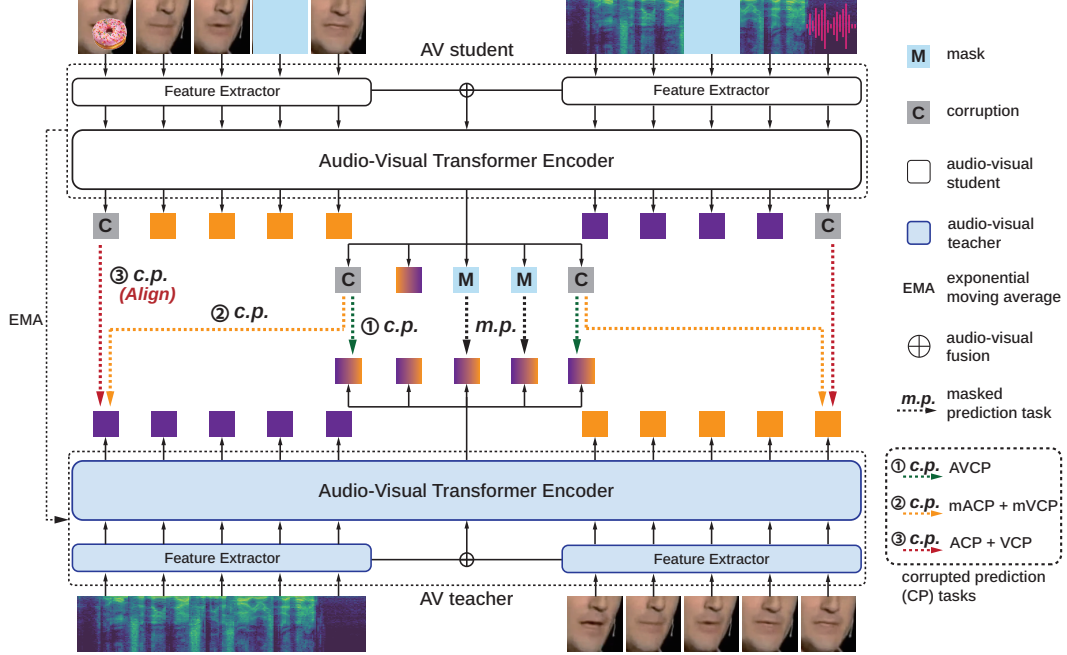 AV student
Feature Extractor
Feature Extractor
Audio-Visual Transformer Encoder
C
C
③ c.p.
(Align)
② c.p.
C
M
M
C
① c.p.
m.p.
EMA
Audio-Visual Transformer Encoder
Feature Extractor
Feature Extractor
AV teacher
M
mask
C
corruption
audio-visual
student
audio-visual
teacher
EMA
exponential
moving average
audio-visual
fusion
m.p.
masked
prediction task
① c.p.
AVCP
② c.p.
mACP + mVCP
③ c.p.
ACP + VCP
corrupted prediction
(CP) tasks